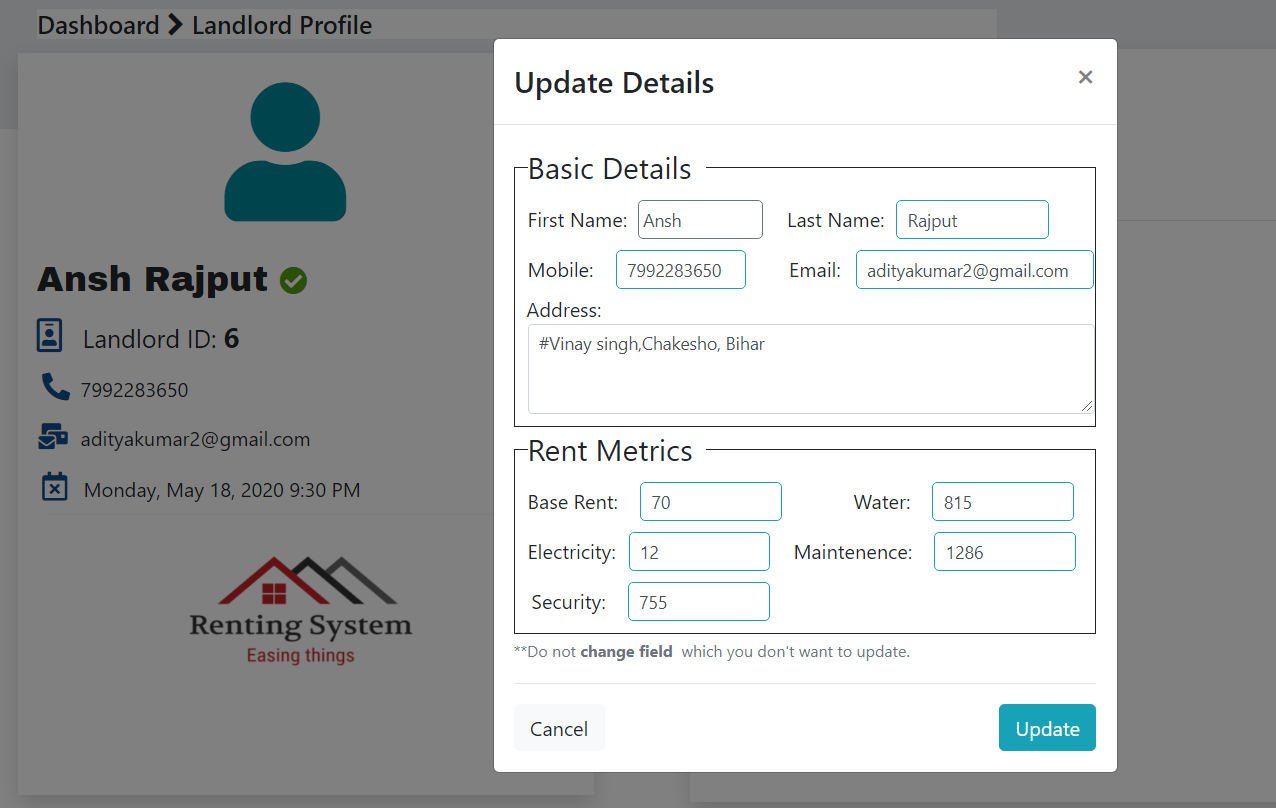 Dashboard Landlord Profile
Ansh Rajput
Landlord ID: 6
7992283650
adityakumar2@gmail.com
Monday, May 18, 2020 9:30 PM
Renting System
Easing things
Update Details ×
Basic Details
First Name: Ansh Last Name: Rajput
Mobile: 7992283650 Email: adityakumar2@gmail.com
Address:
#Vinay singh,Chakesho, Bihar
Rent Metrics
Base Rent: 70 Water: 815
Electricity: 12 Maintenence: 1286
Security: 755
**Do not change field which you don't want to update.
Cancel Update